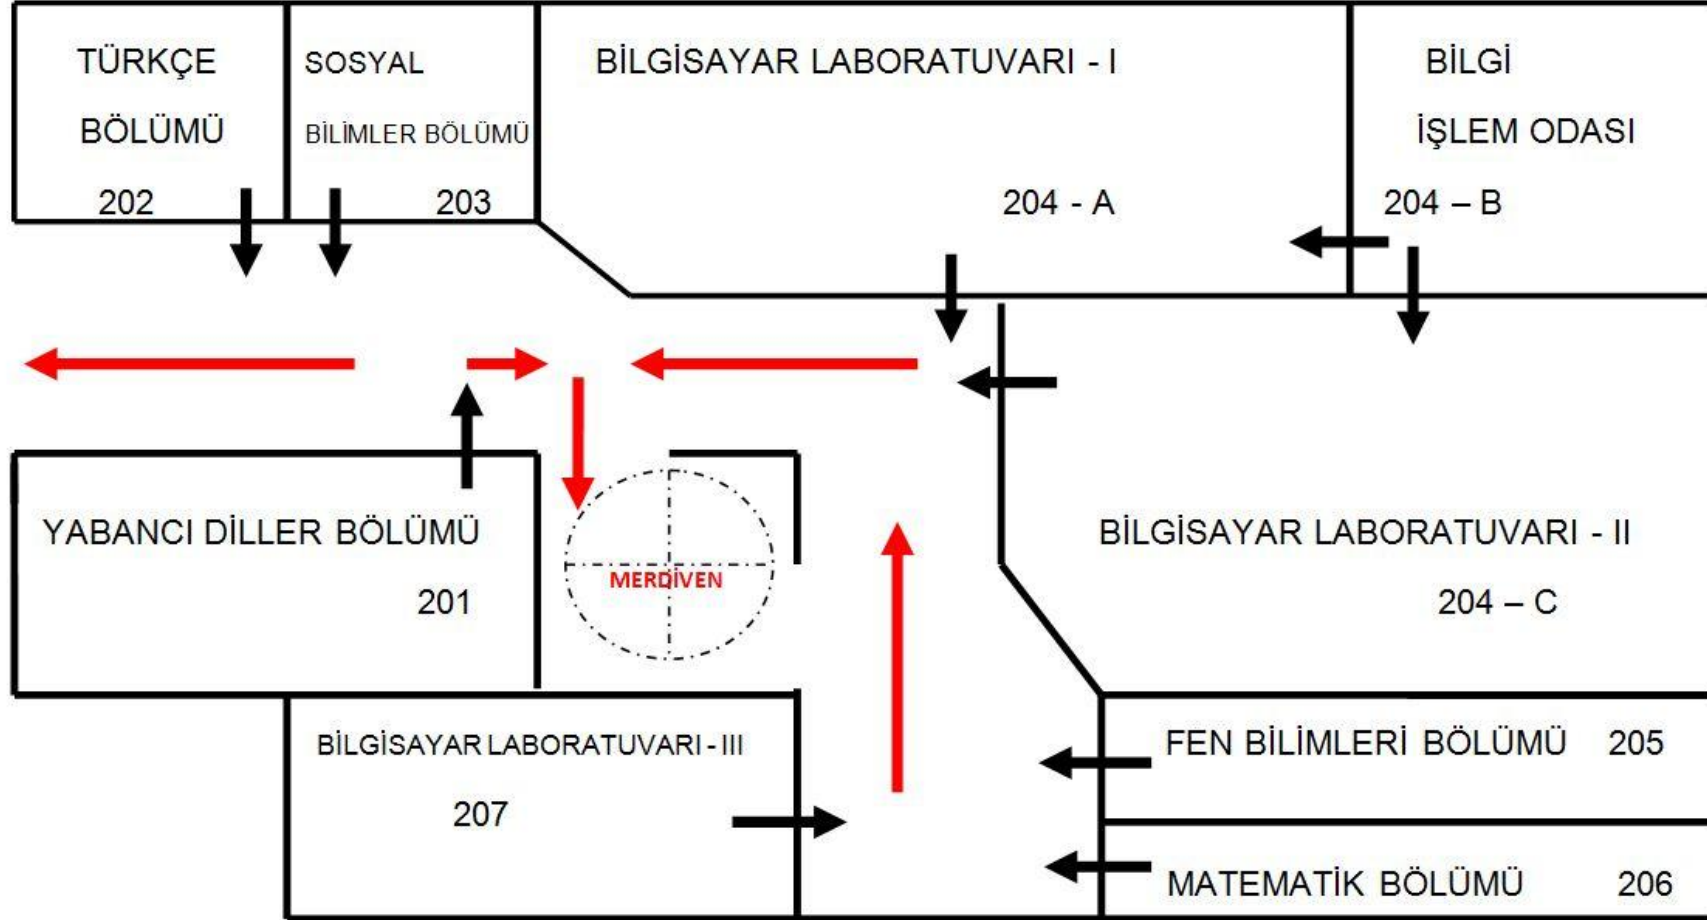 TÜRKÇE
BÖLÜMÜ
202
SOSYAL
BİLİMLER BÖLÜMÜ
203
BİLGİSAYAR LABORATUVARI - I
204 - A
BİLGİ
İŞLEM ODASI
204 – B
YABANCI DİLLER BÖLÜMÜ
201
MERDİVEN
BİLGİSAYAR LABORATUVARI - II
204 – C
BİLGİSAYAR LABORATUVARI - III
207
FEN BİLİMLERİ BÖLÜMÜ 205
MATEMATİK BÖLÜMÜ 206